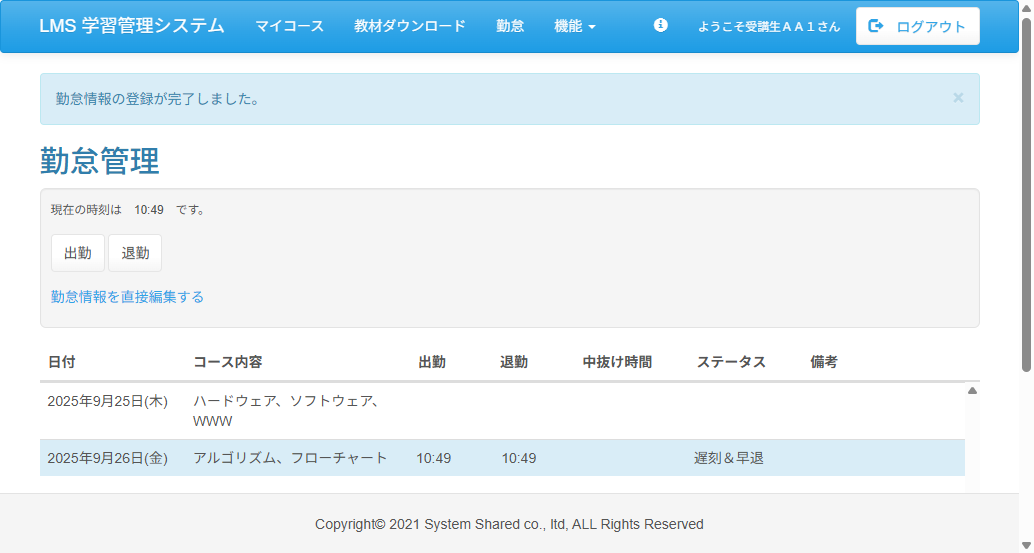 LMS 学習管理システム マイコース 教材ダウンロード 勤怠 機能 ようこそ受講生ＡＡ１さん ログアウト
勤怠情報の登録が完了しました。 ×
勤怠管理
現在の時刻は 10:49 です。
出勤 退勤
勤怠情報を直接編集する
日付 コース内容 出勤 退勤 中抜け時間 ステータス 備考
2025年9月25日(木) ハードウェア、ソフトウェア、
WWW
2025年9月26日(金) アルゴリズム、フローチャート 10:49 10:49 遅刻＆早退
Copyright© 2021 System Shared co., ltd, ALL Rights Reserved